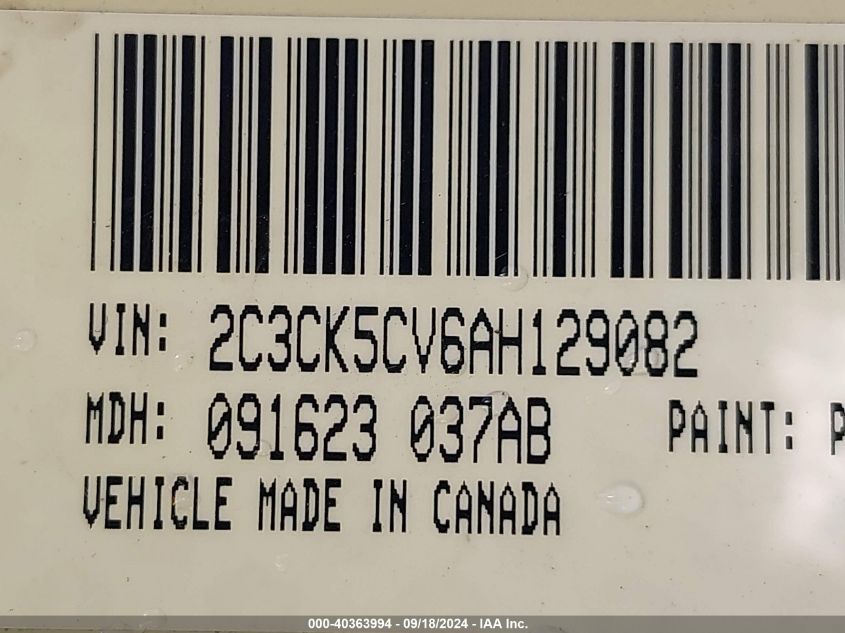 VIN: 2C3CK5CV6AH129082
MDH: 091623 037AB PAINT: P
VEHICLE MADE IN CANADA
000-40363994 - 09/18/2024 - IAA Inc.